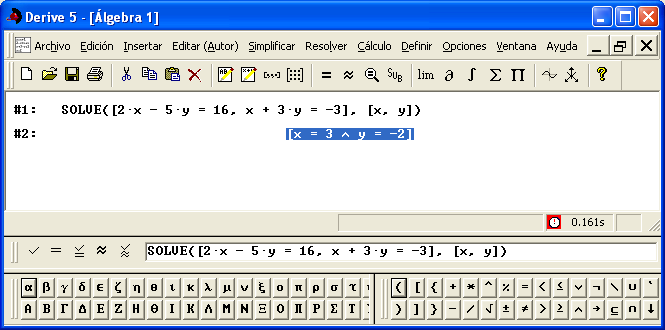 Derive 5 - [Álgebra 1]
Archivo Edición Insertar Editar (Autor) Simplificar Resolver Cálculo Definir Opciones Ventana Ayuda
= ≈ SUB lim ∂ ∫ Σ Π ?
#1: SOLVE([2·x - 5·y = 16, x + 3·y = -3], [x, y])
#2: [x = 3 ∧ y = -2]
0.161s
= ≈ SOLVE([2·x - 5·y = 16, x + 3·y = -3], [x, y])
α β γ δ ε ζ η θ ι κ λ μ ν ξ ο π ρ σ τ ( [ { + * ^ % = < ≤ ¬ \ ∪
Α Β Γ Δ Ε Ζ Η Θ Ι Κ Λ Μ Ν Ξ Ο Π Ρ Σ Τ ) ] } - / √ ± ≠ > ≥ ∧ → ⊆ ∩